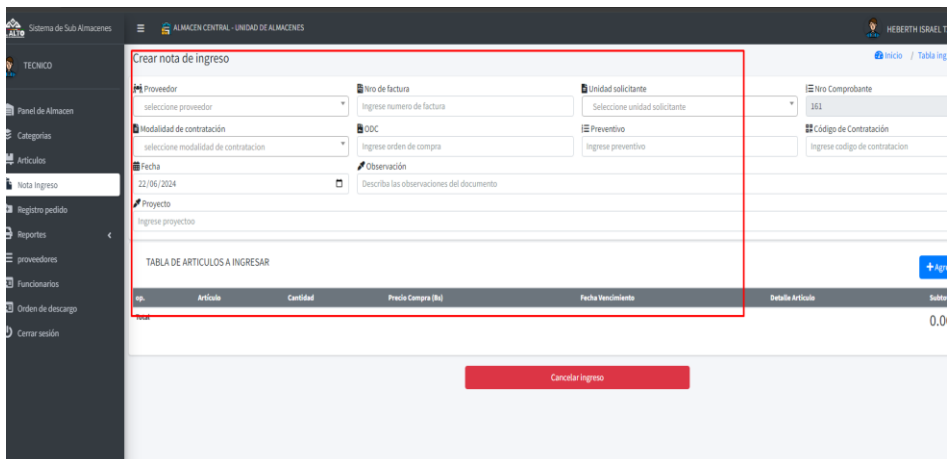 ALTO Sistema de Sub Almacenes
☰ ALMACEN CENTRAL - UNIDAD DE ALMACENES
HEBERTH ISRAEL T
TECNICO
Panel de Almacen
Categorias
Articulos
Nota Ingreso
Registro pedido
Reportes
proveedores
Funcionarios
Orden de descargo
Cerrar sesión
Crear nota de ingreso
Inicio / Tabla ing
Proveedor Nro de factura Unidad solicitante Nro Comprobante
seleccione proveedor Ingrese numero de factura Seleccione unidad solicitante 161
Modalidad de contratación ODC Preventivo Código de Contratación
seleccione modalidad de contratacion Ingrese orden de compra Ingrese preventivo Ingrese codigo de contratacion
Fecha Observación
22/06/2024 Describa las observaciones del documento
Proyecto
Ingrese proyectoo
TABLA DE ARTICULOS A INGRESAR
+Agre
op. Artículo Cantidad Precio Compra (Bs) Fecha Vencimiento Detalle Artículo Subto
Total 0.0
Cancelar ingreso